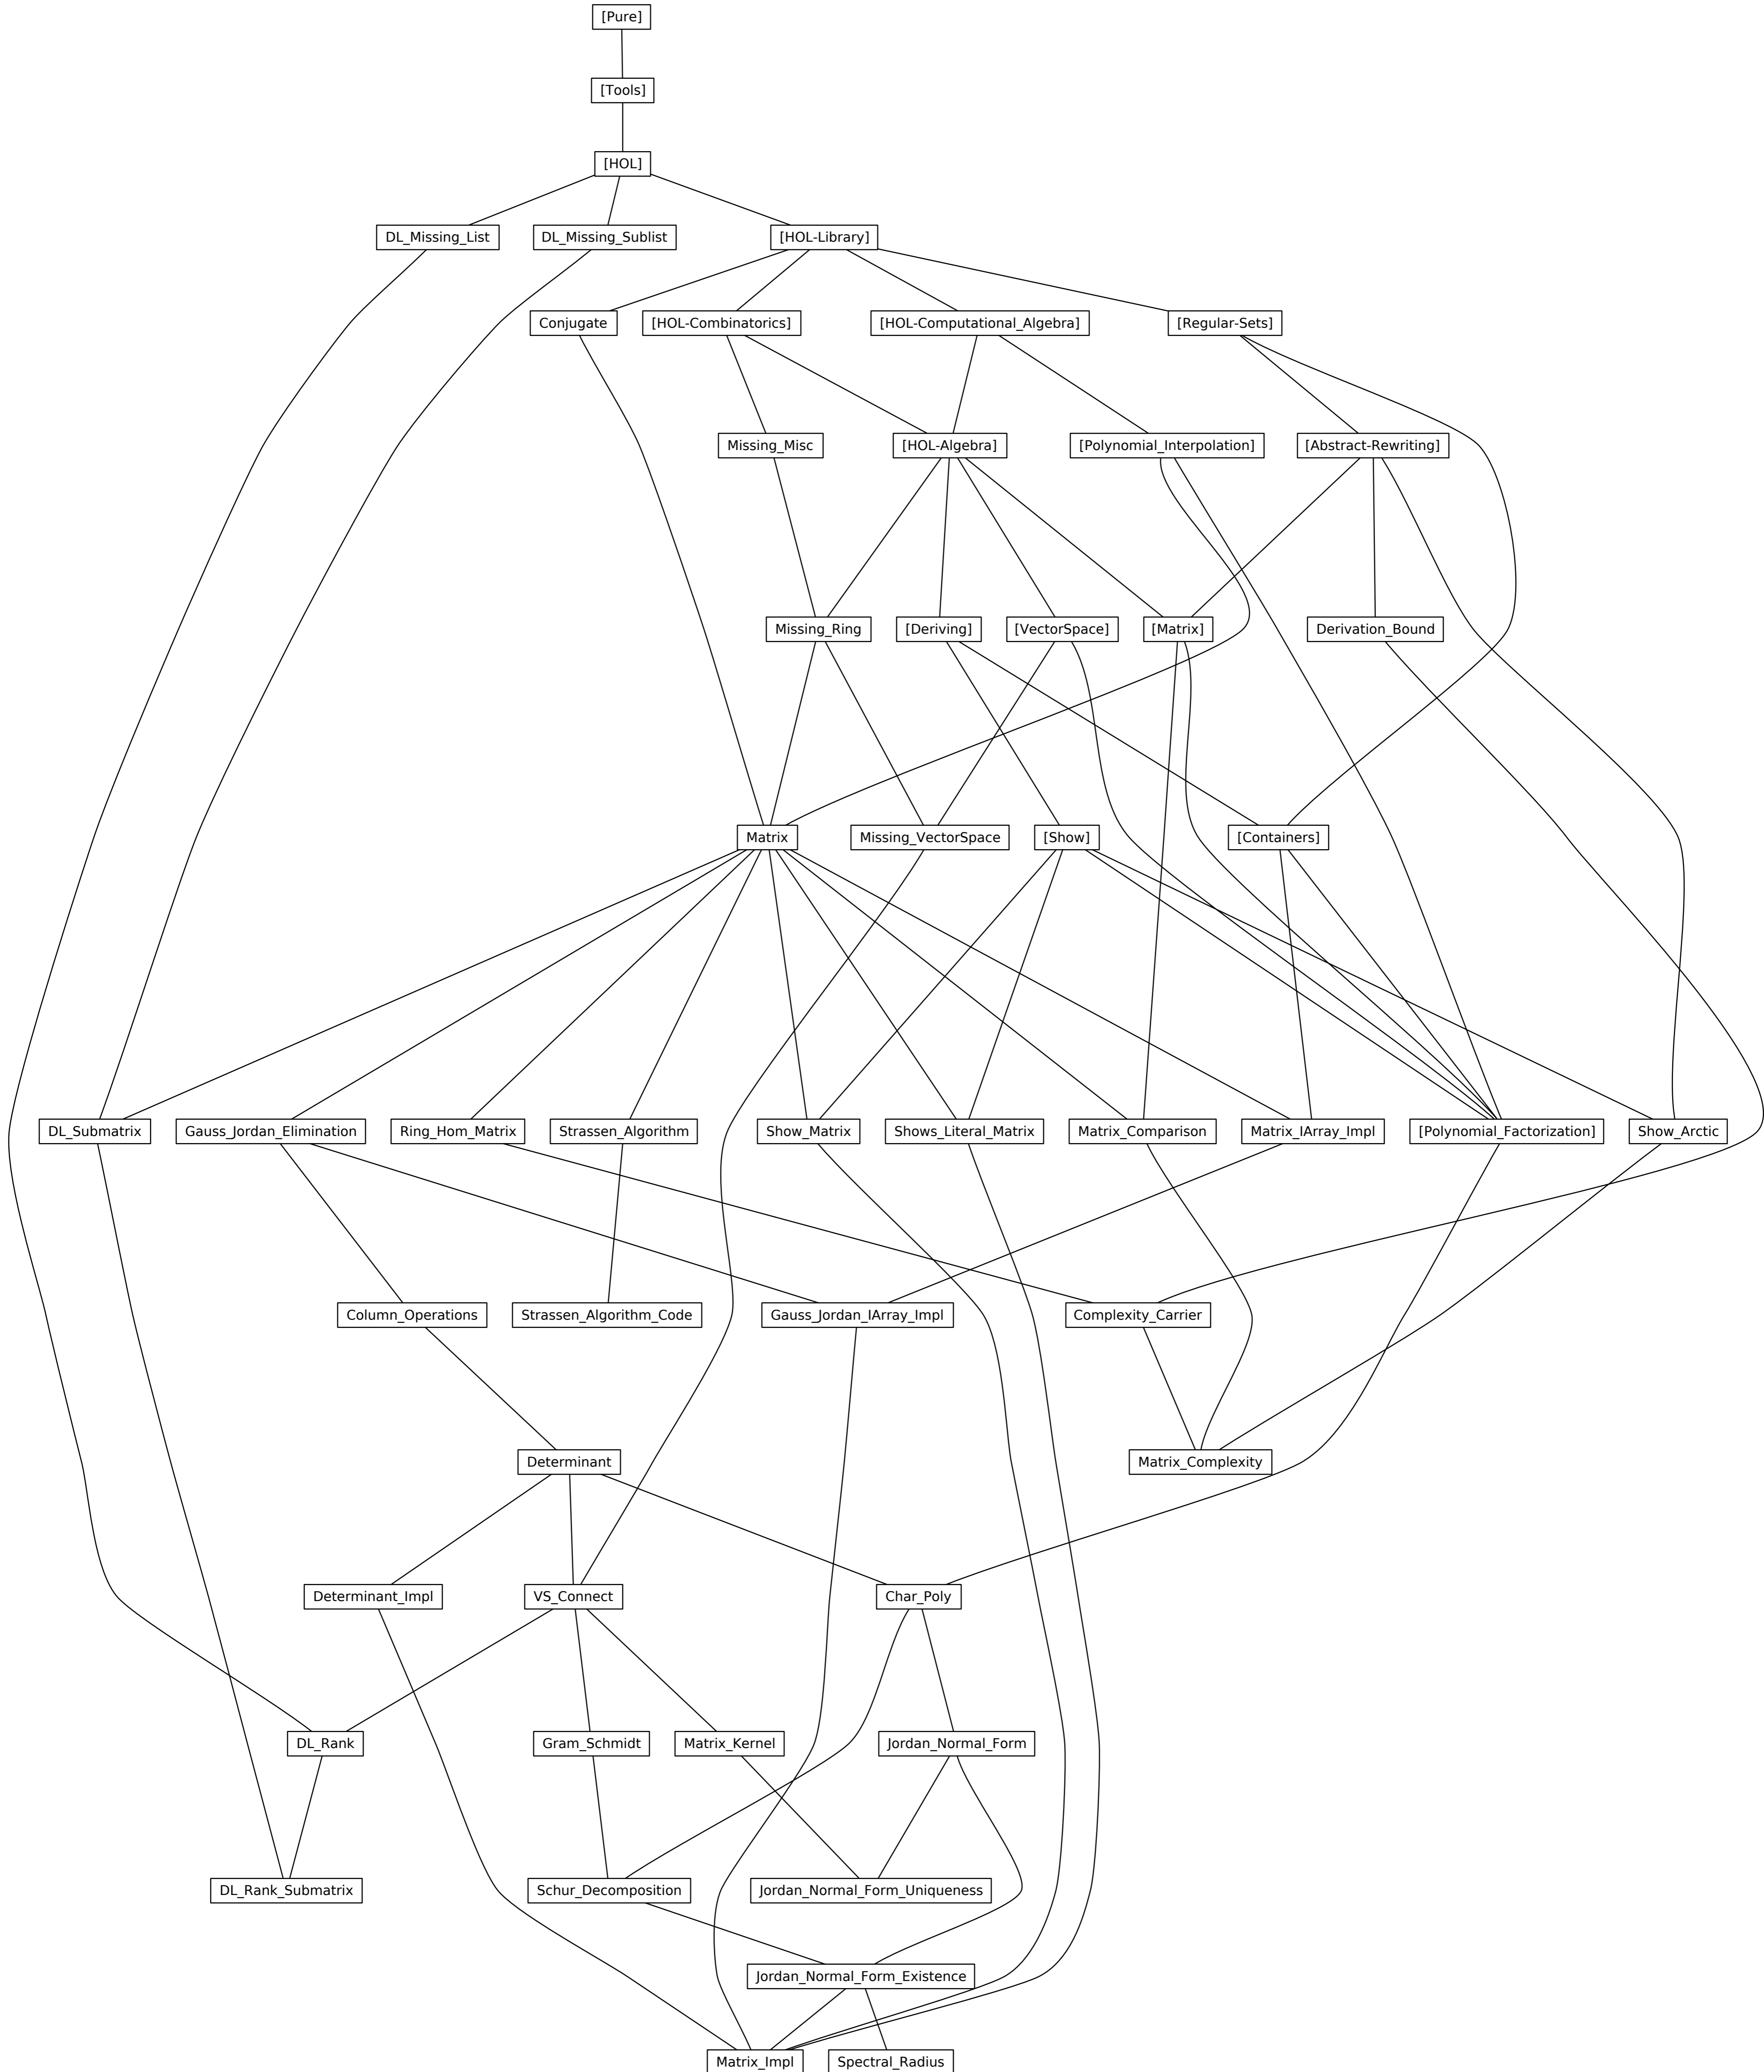 [Pure]
[Tools]
[HOL]
DL_Missing_List
DL_Missing_Sublist
[HOL-Library]
Conjugate
[HOL-Combinatorics]
[HOL-Computational_Algebra]
[Regular-Sets]
Missing_Misc
[HOL-Algebra]
[Polynomial_Interpolation]
[Abstract-Rewriting]
Missing_Ring
[Deriving]
[VectorSpace]
[Matrix]
Derivation_Bound
Matrix
Missing_VectorSpace
[Show]
[Containers]
DL_Submatrix
Gauss_Jordan_Elimination
Ring_Hom_Matrix
Strassen_Algorithm
Show_Matrix
Shows_Literal_Matrix
Matrix_Comparison
Matrix_IArray_Impl
[Polynomial_Factorization]
Show_Arctic
Column_Operations
Strassen_Algorithm_Code
Gauss_Jordan_IArray_Impl
Complexity_Carrier
Determinant
Matrix_Complexity
Determinant_Impl
VS_Connect
Char_Poly
DL_Rank
Gram_Schmidt
Matrix_Kernel
Jordan_Normal_Form
DL_Rank_Submatrix
Schur_Decomposition
Jordan_Normal_Form_Uniqueness
Jordan_Normal_Form_Existence
Matrix_Impl
Spectral_Radius